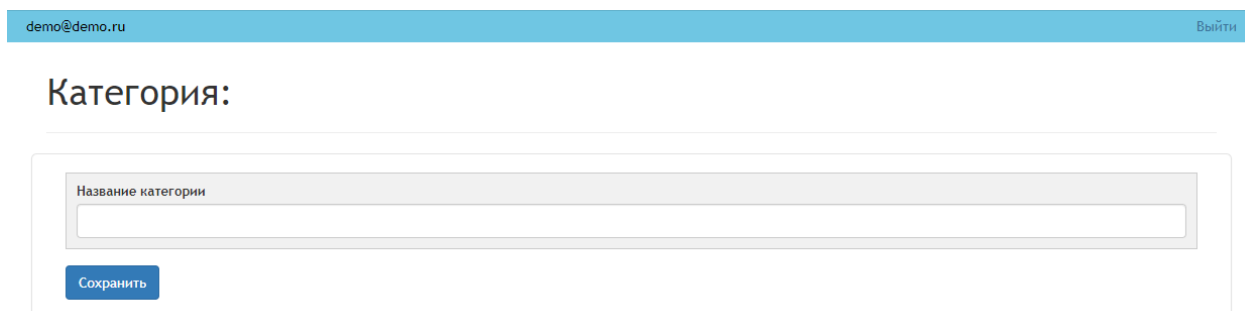 demo@demo.ru Выйти
Категория:
Название категории
Сохранить